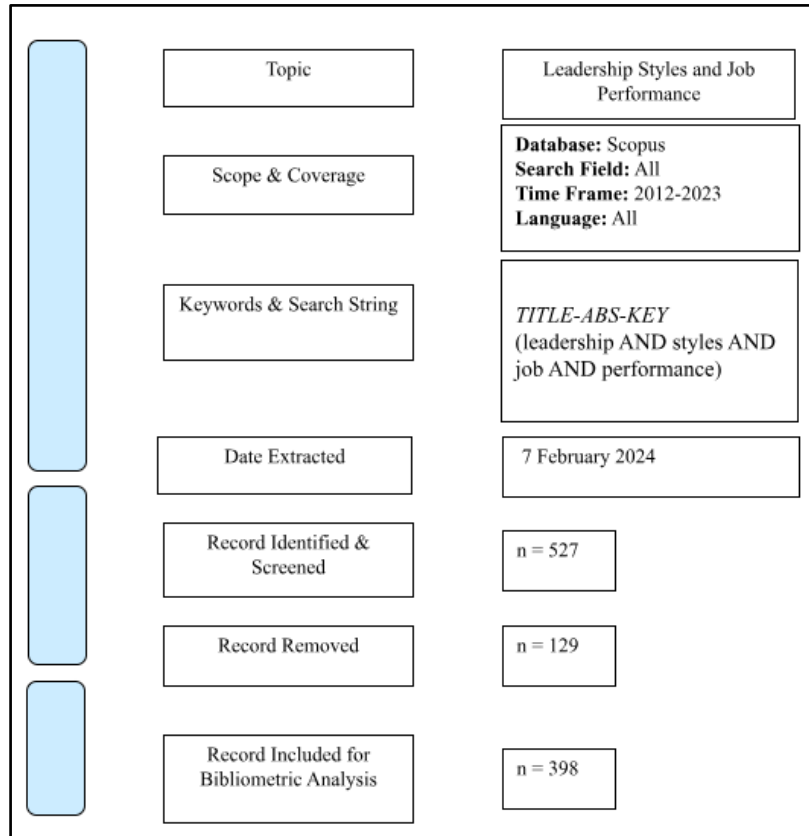 Topic
Leadership Styles and Job
Performance
Scope & Coverage
Database: Scopus
Search Field: All
Time Frame: 2012-2023
Language: All
Keywords & Search String
TITLE-ABS-KEY
(leadership AND styles AND
job AND performance)
Date Extracted
7 February 2024
Record Identified &
Screened
n = 527
Record Removed
n = 129
Record Included for
Bibliometric Analysis
n = 398